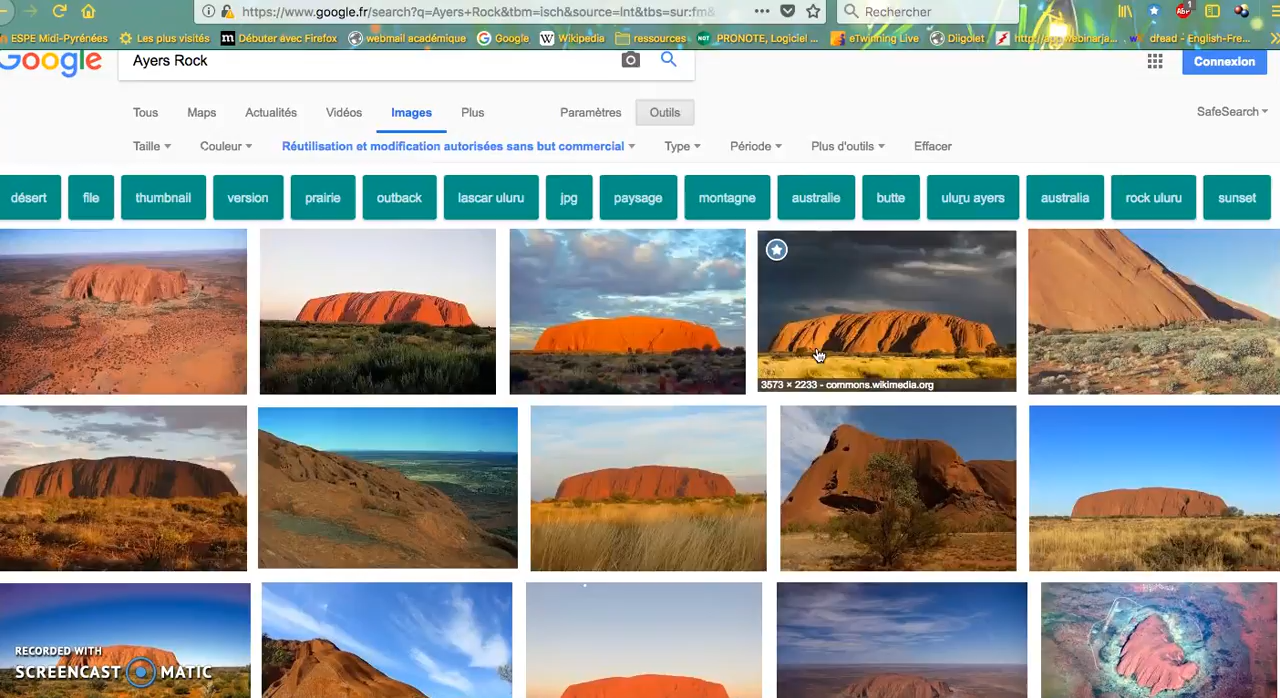 https://www.google.fr/search?q=Ayers+Rock&tbm=isch&source=lnt&tbs=sur:fm&
Rechercher
ESPE Midi-Pyrénées Les plus visités Débuter avec Firefox webmail académique Google Wikipedia ressources PRONOTE, Logiciel ... eTwinning Live Diigolet http://app.webinarja... dread - English-Fre...
Google
Ayers Rock
Connexion
Tous Maps Actualités Vidéos Images Plus Paramètres Outils SafeSearch
Taille Couleur Réutilisation et modification autorisées sans but commercial Type Période Plus d'outils Effacer
désert file thumbnail version prairie outback lascar uluru jpg paysage montagne australie butte uluru ayers australia rock uluru sunset
3573 × 2233 - commons.wikimedia.org
RECORDED WITH
SCREENCAST MATIC